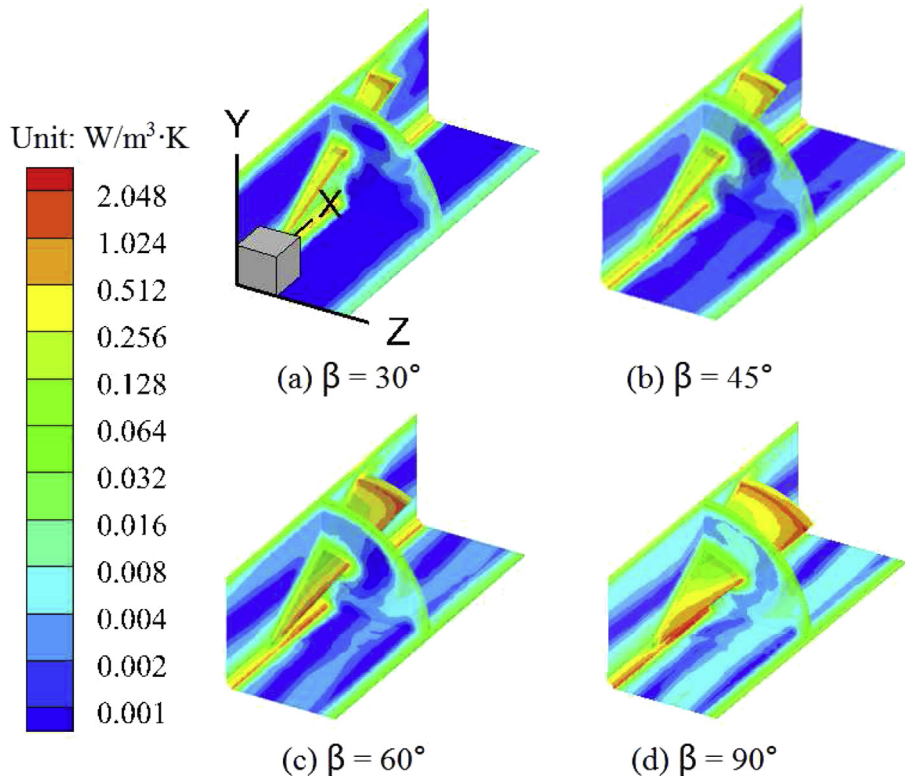 Unit: W/m³·K
2.048
1.024
0.512
0.256
0.128
0.064
0.032
0.016
0.008
0.004
0.002
0.001
Y
X
Z
(a) β = 30°
(b) β = 45°
(c) β = 60°
(d) β = 90°